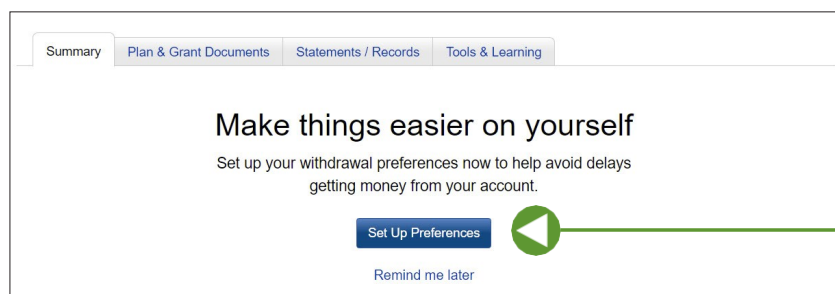 Summary Plan & Grant Documents Statements / Records Tools & Learning
Make things easier on yourself
Set up your withdrawal preferences now to help avoid delays
getting money from your account.
Set Up Preferences
Remind me later